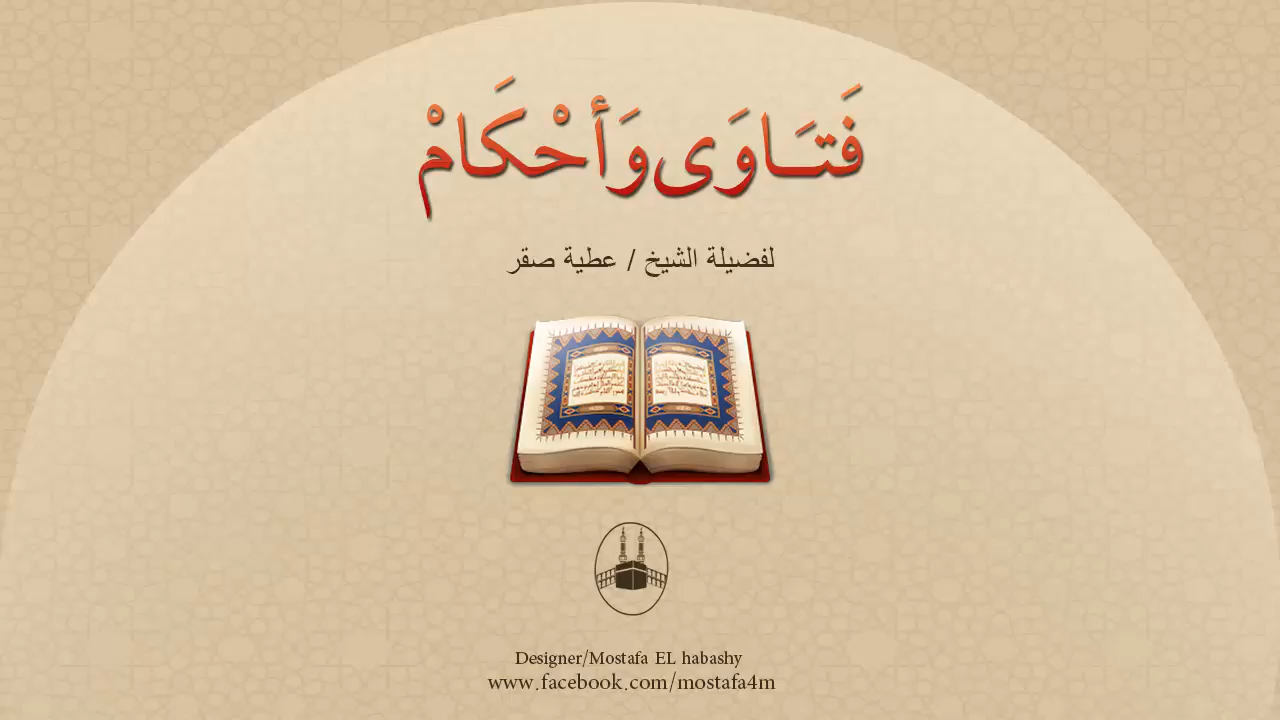 فَتَـاوَى وَأَحْكَامْ
لفضيلة الشيخ / عطية صقر
Designer/Mostafa EL habashy
www.facebook.com/mostafa4m